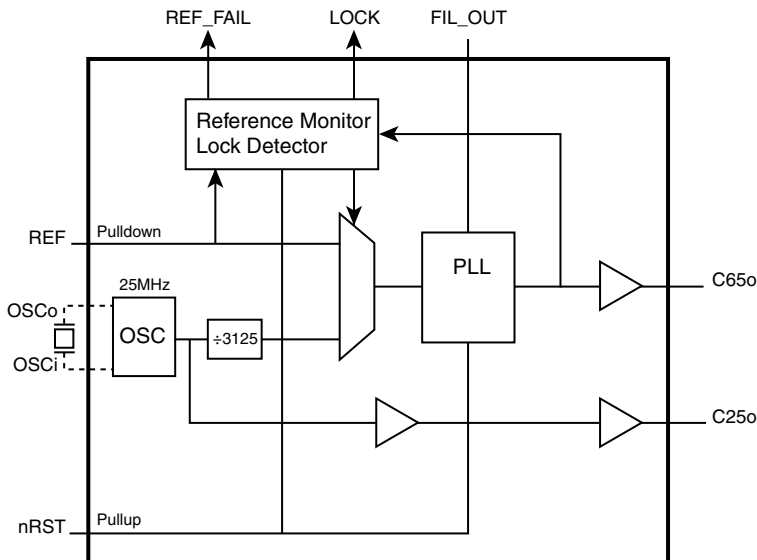 REF_FAIL LOCK FIL_OUT
Reference Monitor
Lock Detector
REF Pulldown
PLL
25MHz
C65o
OSCo
OSC ÷3125
OSCi
C25o
nRST Pullup